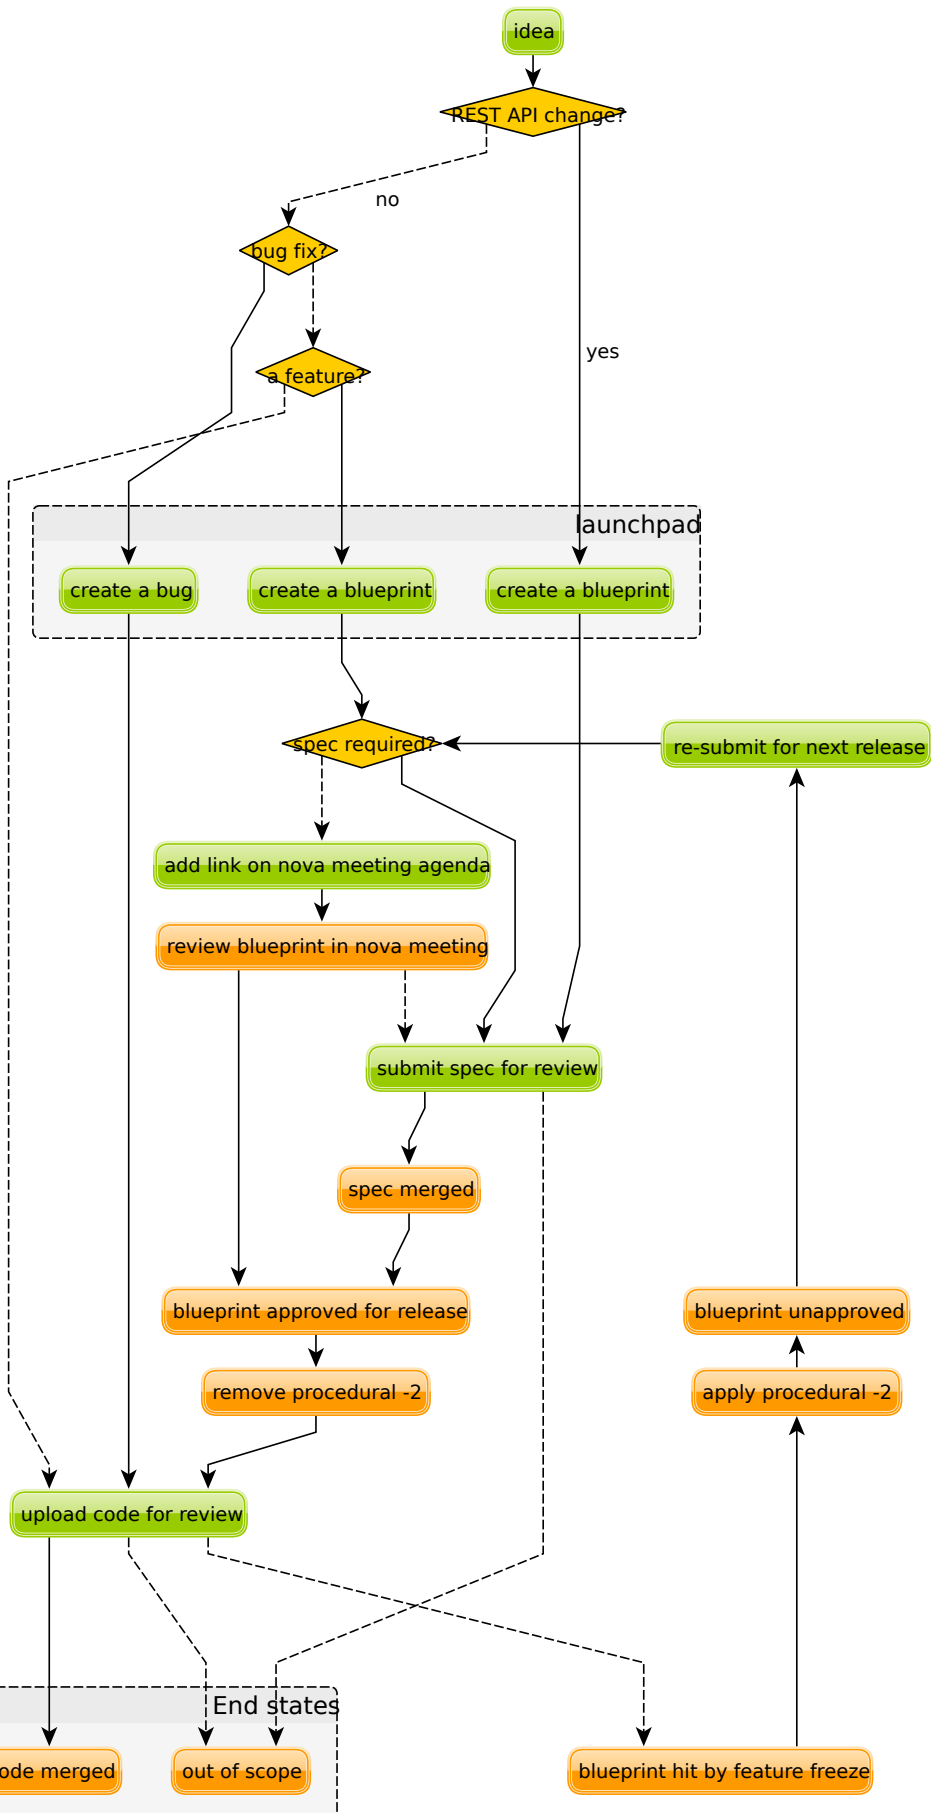 idea
REST API change?
no
bug fix?
yes
a feature?
launchpad
create a bug
create a blueprint
create a blueprint
spec required?
re-submit for next release
add link on nova meeting agenda
review blueprint in nova meeting
submit spec for review
spec merged
blueprint approved for release
blueprint unapproved
remove procedural -2
apply procedural -2
upload code for review
End states
ode merged
out of scope
blueprint hit by feature freeze